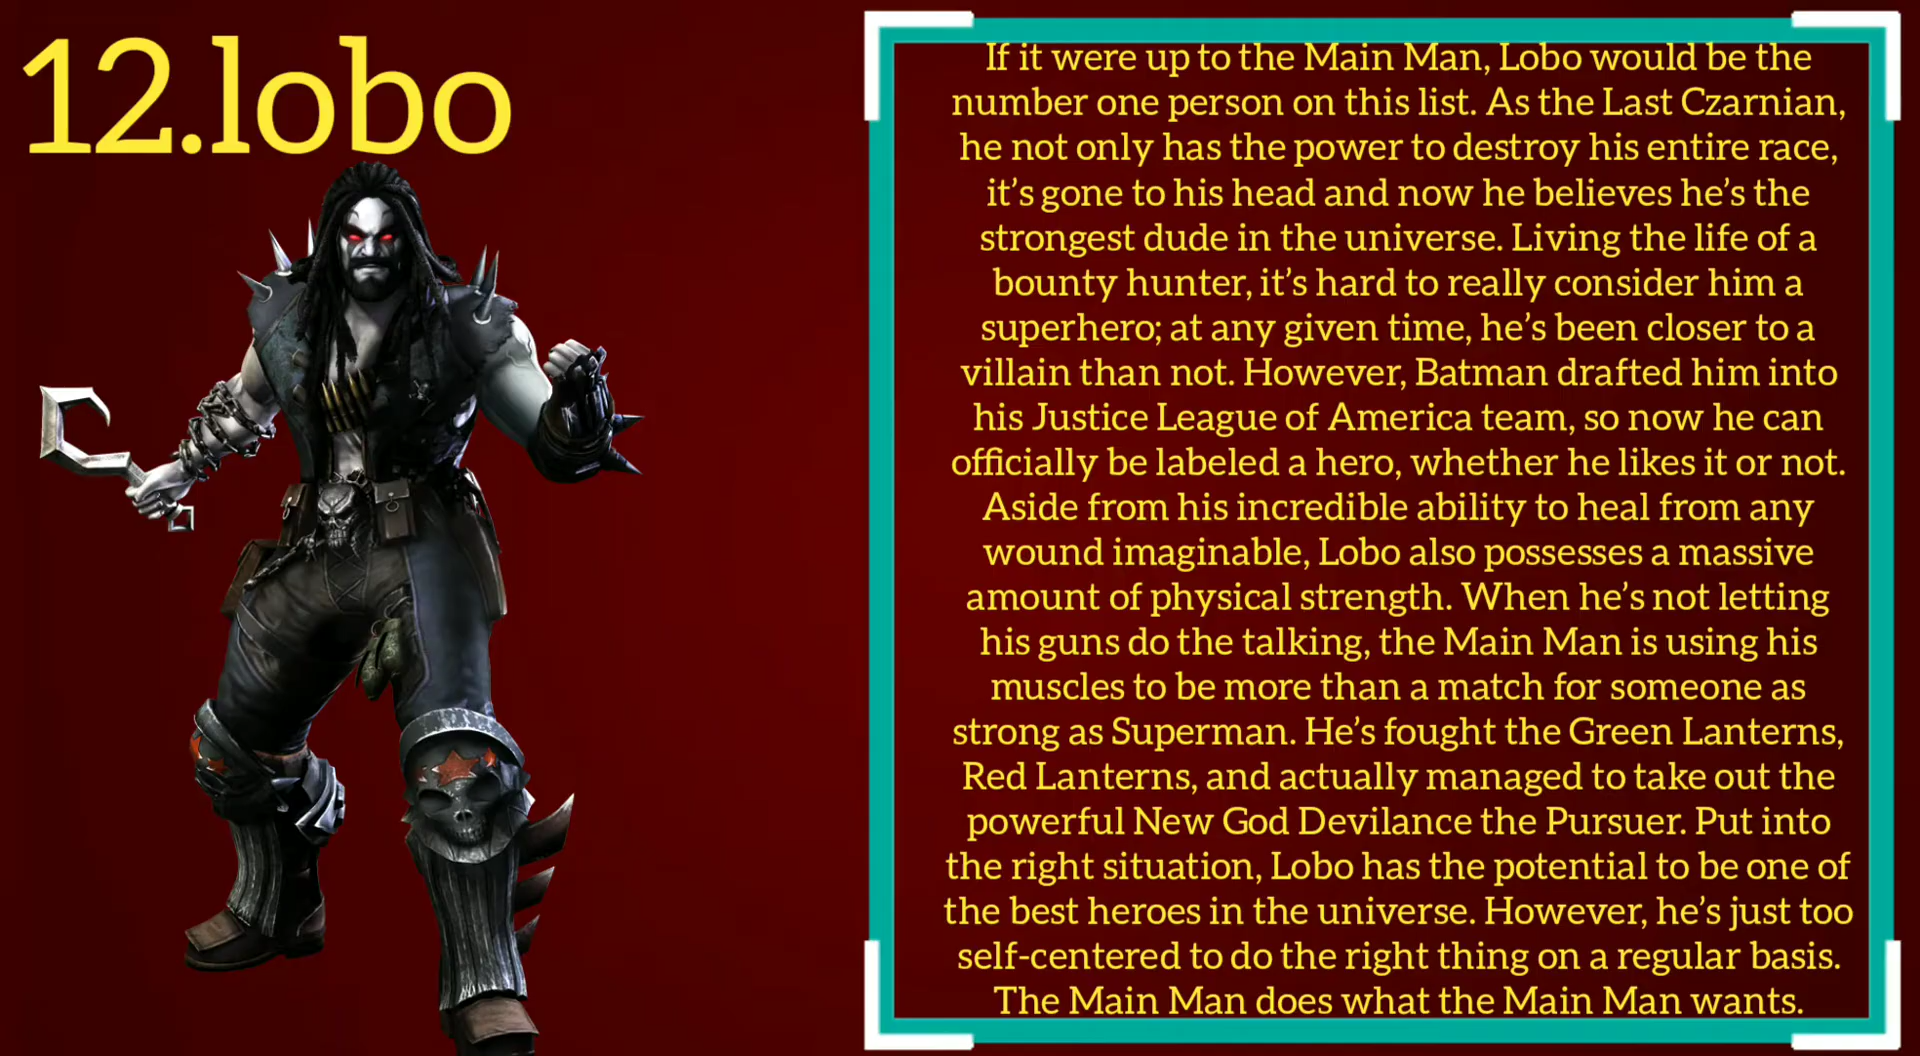 12.lobo
If it were up to the Main Man, Lobo would be the
number one person on this list. As the Last Czarnian,
he not only has the power to destroy his entire race,
it's gone to his head and now he believes he's the
strongest dude in the universe. Living the life of a
bounty hunter, it's hard to really consider him a
superhero; at any given time, he's been closer to a
villain than not. However, Batman drafted him into
his Justice League of America team, so now he can
officially be labeled a hero, whether he likes it or not.
Aside from his incredible ability to heal from any
wound imaginable, Lobo also possesses a massive
amount of physical strength. When he's not letting
his guns do the talking, the Main Man is using his
muscles to be more than a match for someone as
strong as Superman. He's fought the Green Lanterns,
Red Lanterns, and actually managed to take out the
powerful New God Devilance the Pursuer. Put into
the right situation, Lobo has the potential to be one of
the best heroes in the universe. However, he's just too
self-centered to do the right thing on a regular basis.
The Main Man does what the Main Man wants.